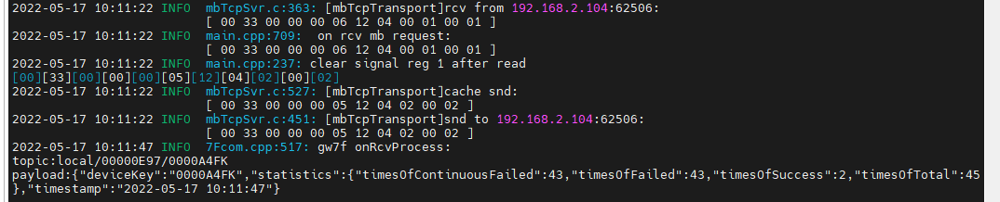 2022-05-17 10:11:22 INFO  mbTcpSvr.c:363: [mbTcpTransport]rcv from 192.168.2.104:62506:
[ 00 33 00 00 00 06 12 04 00 01 00 01 ]
2022-05-17 10:11:22 INFO  main.cpp:709:  on rcv mb request:
[ 00 33 00 00 00 06 12 04 00 01 00 01 ]
2022-05-17 10:11:22 INFO  main.cpp:237: clear signal reg 1 after read
[00][33][00][00][00][05][12][04][02][00][02]
2022-05-17 10:11:22 INFO  mbTcpSvr.c:527: [mbTcpTransport]cache snd:
[ 00 33 00 00 00 05 12 04 02 00 02 ]
2022-05-17 10:11:22 INFO  mbTcpSvr.c:451: [mbTcpTransport]snd to 192.168.2.104:62506:
[ 00 33 00 00 00 05 12 04 02 00 02 ]
2022-05-17 10:11:47 INFO  7Fcom.cpp:517: gw7f onRcvProcess:
topic:local/00000E97/0000A4FK
payload:{"deviceKey":"0000A4FK","statistics":{"timesOfContinuousFailed":43,"timesOfFailed":43,"timesOfSuccess":2,"timesOfTotal":45
},"timestamp":"2022-05-17 10:11:47"}